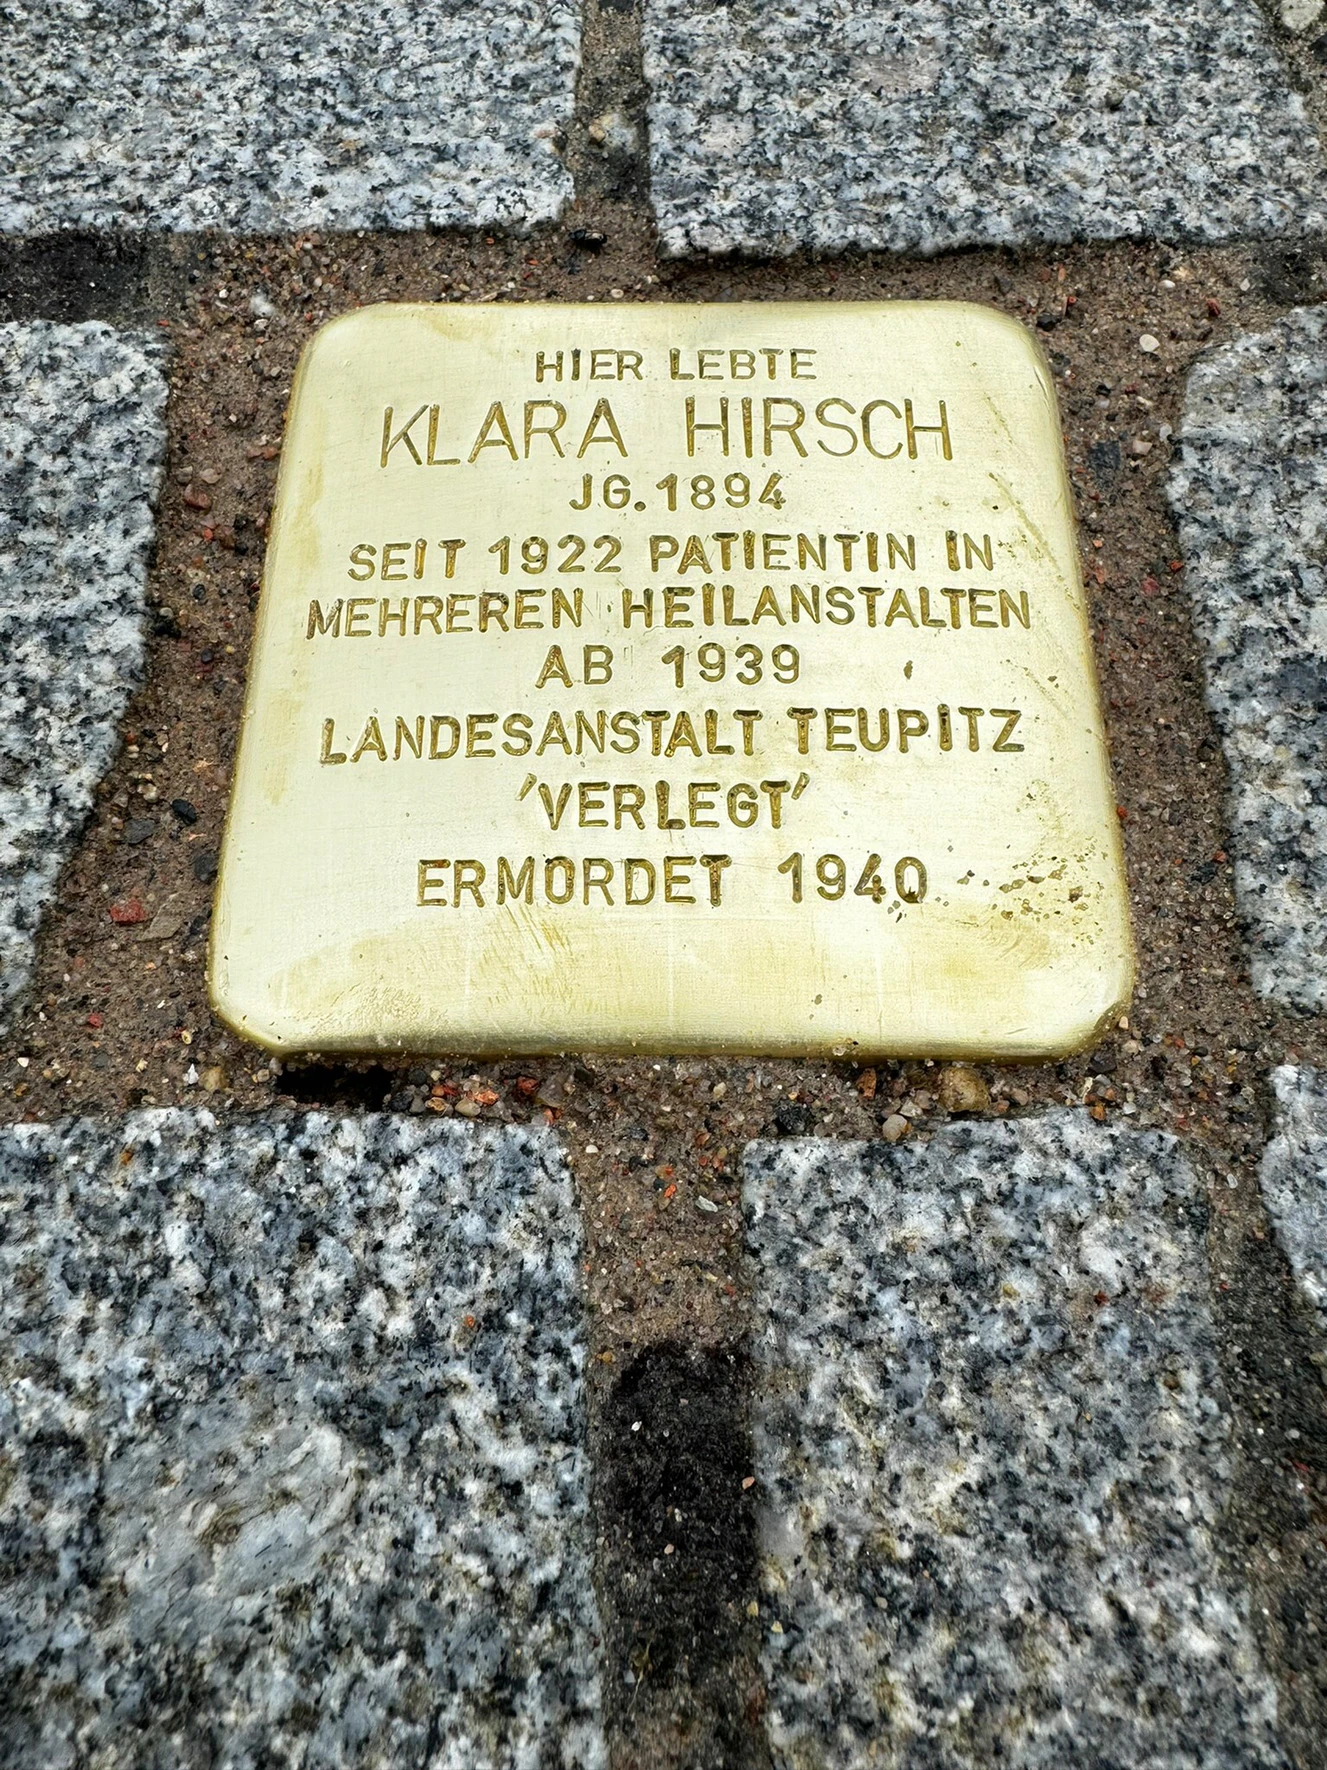 HIER LEBTE
KLARA HIRSCH
JG. 1894
SEIT 1922 PATIENTIN IN
MEHREREN HEILANSTALTEN
AB 1939
LANDESANSTALT TEUPITZ
'VERLEGT'
ERMORDET 1940